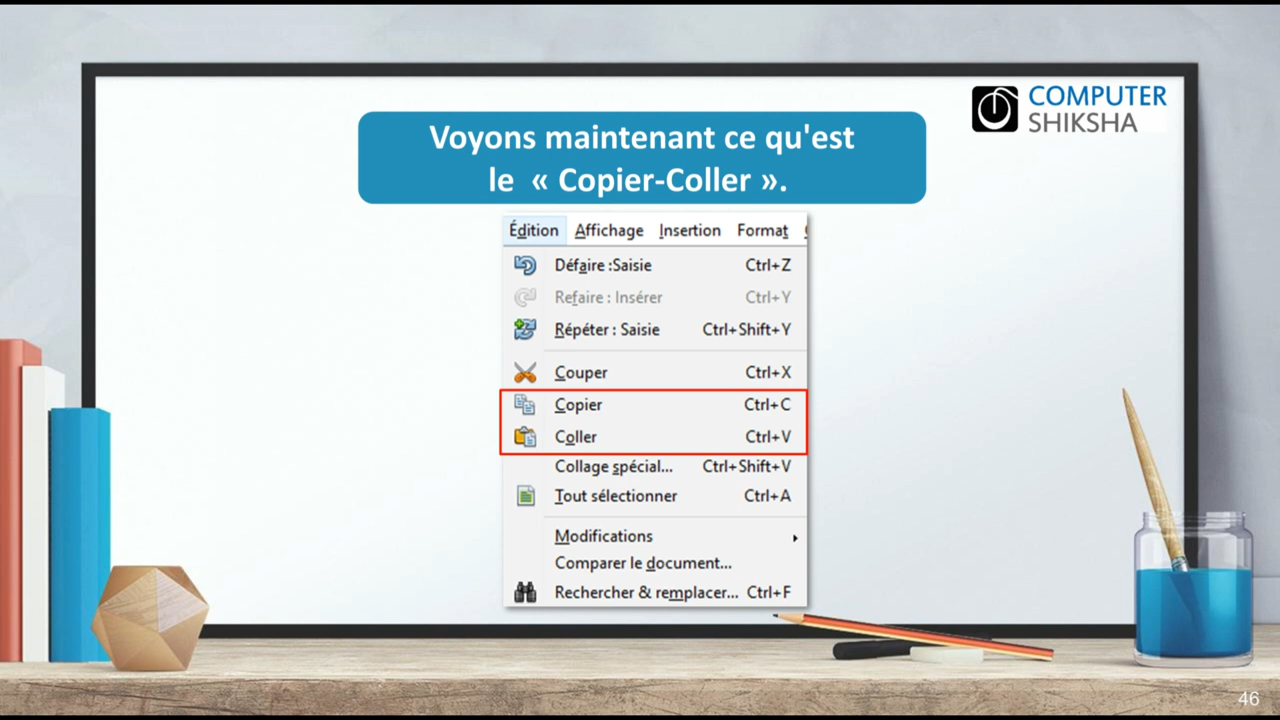 COMPUTER
SHIKSHA
Voyons maintenant ce qu'est
le « Copier-Coller ».
Édition Affichage Insertion Format
Défaire :Saisie Ctrl+Z
Refaire : Insérer Ctrl+Y
Répéter : Saisie Ctrl+Shift+Y
Couper Ctrl+X
Copier Ctrl+C
Coller Ctrl+V
Collage spécial... Ctrl+Shift+V
Tout sélectionner Ctrl+A
Modifications
Comparer le document...
Rechercher & remplacer... Ctrl+F
46